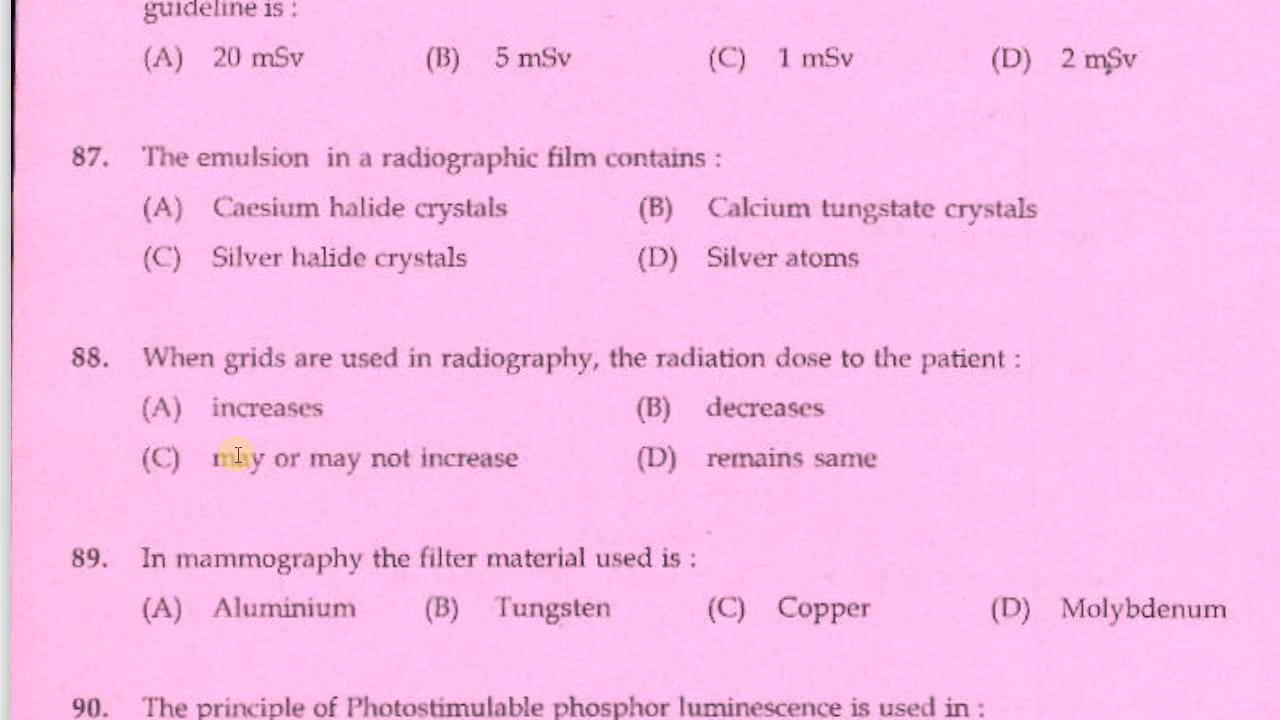 guideline is :
(A) 20 mSv (B) 5 mSv (C) 1 mSv (D) 2 mSv
87. The emulsion in a radiographic film contains :
(A) Caesium halide crystals (B) Calcium tungstate crystals
(C) Silver halide crystals (D) Silver atoms
88. When grids are used in radiography, the radiation dose to the patient :
(A) increases (B) decreases
(C) may or may not increase (D) remains same
89. In mammography the filter material used is :
(A) Aluminium (B) Tungsten (C) Copper (D) Molybdenum
90. The principle of Photostimulable phosphor luminescence is used in :